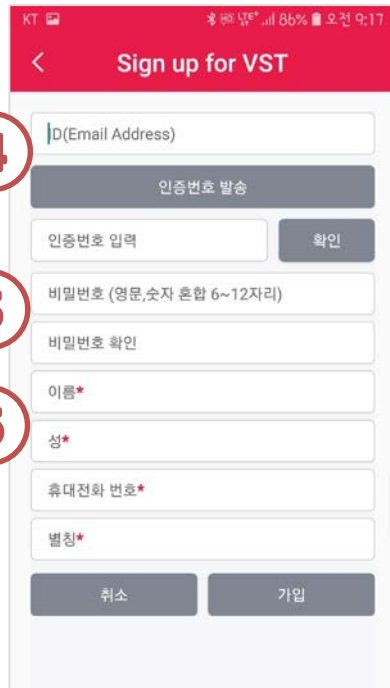 KT LTE+ 86% 오전 9:17
Sign up for VST
4
ID(Email Address)
인증번호 발송
인증번호 입력 확인
비밀번호 (영문,숫자 혼합 6~12자리)
비밀번호 확인
이름*
성*
휴대전화 번호*
별칭*
취소 가입